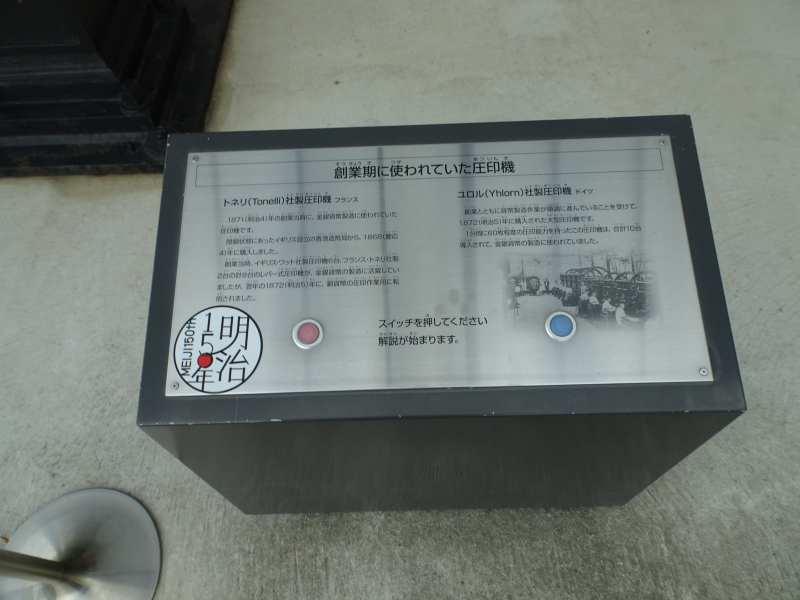 創業期に使われていた圧印機
トネリ(Tonelli)社製圧印機 フランス
1871(明治4)年の創業当時に、金銀貨幣製造に使われていた
圧印機です。
閉鎖状態にあったイギリス設立の香港造幣局から、1868(慶応
4)年に購入しました。
創業当時、イギリス・ワット社製圧印機6台、フランス・トネリ社製
2台の計8台のレバー式圧印機が、金銀貨幣の製造に活躍してい
ましたが、翌年の1872(明治5)年に、銅貨幣の圧印作業用に転
用されました。
ユロル(Yhlorn)社製圧印機 ドイツ
創業とともに貨幣製造作業が順調に進んでいることを受けて、
1872(明治5)年に購入された大型圧印機です。
1分間に60枚程度の圧印能力を持ったこの圧印機は、合計10台
導入されて、金銀貨幣の製造に使われていました。
スイッチを押してください
解説が始まります。
明治
150年
MEIJI150th